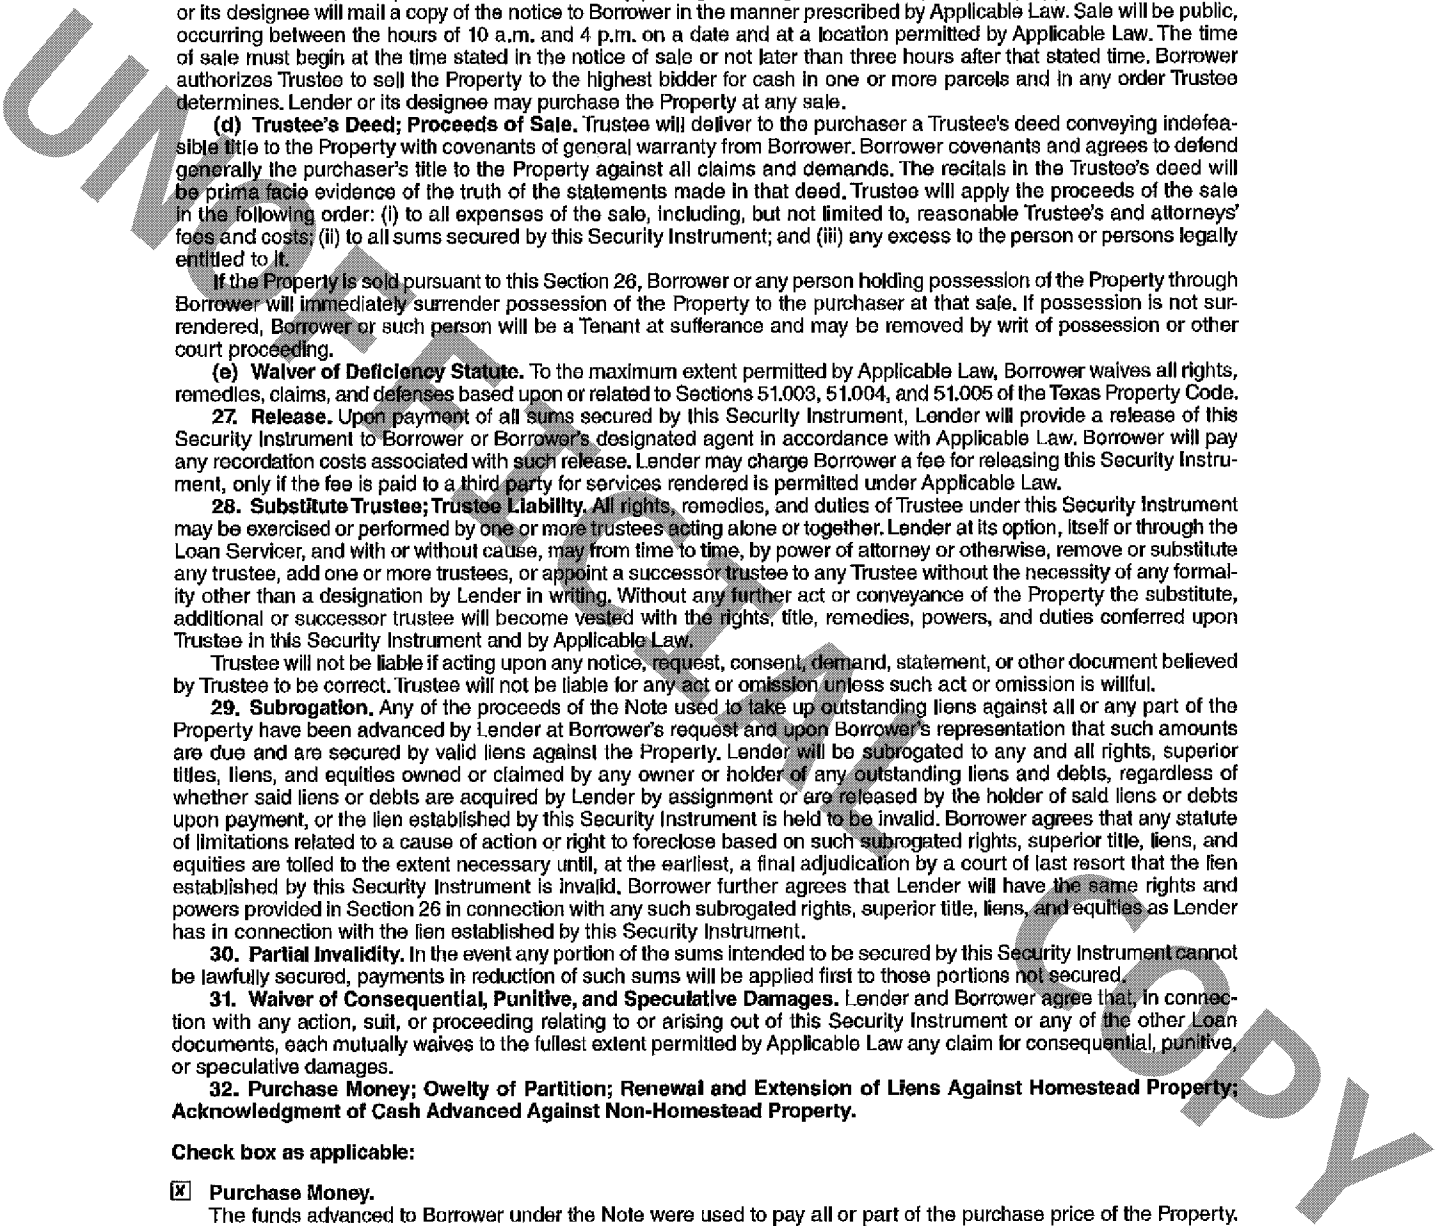 or its designee will mail a copy of the notice to Borrower in the manner prescribed by Applicable Law. Sale will be public,
occurring between the hours of 10 a.m. and 4 p.m. on a date and at a location permitted by Applicable Law. The time
of sale must begin at the time stated in the notice of sale or not later than three hours after that stated time. Borrower
authorizes Trustee to sell the Property to the highest bidder for cash in one or more parcels and in any order Trustee
determines. Lender or its designee may purchase the Property at any sale.
(d) Trustee's Deed; Proceeds of Sale. Trustee will deliver to the purchaser a Trustee's deed conveying indefea-
sible title to the Property with covenants of general warranty from Borrower. Borrower covenants and agrees to defend
generally the purchaser's title to the Property against all claims and demands. The recitals in the Trustee's deed will
be prima facie evidence of the truth of the statements made in that deed. Trustee will apply the proceeds of the sale
in the following order: (i) to all expenses of the sale, including, but not limited to, reasonable Trustee's and attorneys'
fees and costs; (ii) to all sums secured by this Security Instrument; and (iii) any excess to the person or persons legally
entitled to it.
If the Property is sold pursuant to this Section 26, Borrower or any person holding possession of the Property through
Borrower will immediately surrender possession of the Property to the purchaser at that sale. If possession is not sur-
rendered, Borrower or such person will be a Tenant at sufferance and may be removed by writ of possession or other
court proceeding.
(e) Waiver of Deficiency Statute. To the maximum extent permitted by Applicable Law, Borrower waives all rights,
remedies, claims, and defenses based upon or related to Sections 51.003, 51.004, and 51.005 of the Texas Property Code.
27. Release. Upon payment of all sums secured by this Security Instrument, Lender will provide a release of this
Security Instrument to Borrower or Borrower's designated agent in accordance with Applicable Law. Borrower will pay
any recordation costs associated with such release. Lender may charge Borrower a fee for releasing this Security Instru-
ment, only if the fee is paid to a third party for services rendered is permitted under Applicable Law.
28. Substitute Trustee; Trustee Liability. All rights, remedies, and duties of Trustee under this Security Instrument
may be exercised or performed by one or more trustees acting alone or together. Lender at its option, itself or through the
Loan Servicer, and with or without cause, may from time to time, by power of attorney or otherwise, remove or substitute
any trustee, add one or more trustees, or appoint a successor trustee to any Trustee without the necessity of any formal-
ity other than a designation by Lender in writing. Without any further act or conveyance of the Property the substitute,
additional or successor trustee will become vested with the rights, title, remedies, powers, and duties conferred upon
Trustee in this Security Instrument and by Applicable Law.
Trustee will not be liable if acting upon any notice, request, consent, demand, statement, or other document believed
by Trustee to be correct. Trustee will not be liable for any act or omission unless such act or omission is willful.
29. Subrogation. Any of the proceeds of the Note used to take up outstanding liens against all or any part of the
Property have been advanced by Lender at Borrower's request and upon Borrower's representation that such amounts
are due and are secured by valid liens against the Property. Lender will be subrogated to any and all rights, superior
titles, liens, and equities owned or claimed by any owner or holder of any outstanding liens and debts, regardless of
whether said liens or debts are acquired by Lender by assignment or are released by the holder of said liens or debts
upon payment, or the lien established by this Security Instrument is held to be invalid. Borrower agrees that any statute
of limitations related to a cause of action or right to foreclose based on such subrogated rights, superior title, liens, and
equities are tolled to the extent necessary until, at the earliest, a final adjudication by a court of last resort that the lien
established by this Security Instrument is invalid. Borrower further agrees that Lender will have the same rights and
powers provided in Section 26 in connection with any such subrogated rights, superior title, liens, and equities as Lender
has in connection with the lien established by this Security Instrument.
30. Partial Invalidity. In the event any portion of the sums intended to be secured by this Security Instrument cannot
be lawfully secured, payments in reduction of such sums will be applied first to those portions not secured.
31. Waiver of Consequential, Punitive, and Speculative Damages. Lender and Borrower agree that, in connec-
tion with any action, suit, or proceeding relating to or arising out of this Security Instrument or any of the other Loan
documents, each mutually waives to the fullest extent permitted by Applicable Law any claim for consequential, punitive,
or speculative damages.
32. Purchase Money; Owelty of Partition; Renewal and Extension of Liens Against Homestead Property;
Acknowledgment of Cash Advanced Against Non-Homestead Property.
Check box as applicable:
[X] Purchase Money.
The funds advanced to Borrower under the Note were used to pay all or part of the purchase price of the Property.
UNOFFICIAL COPY